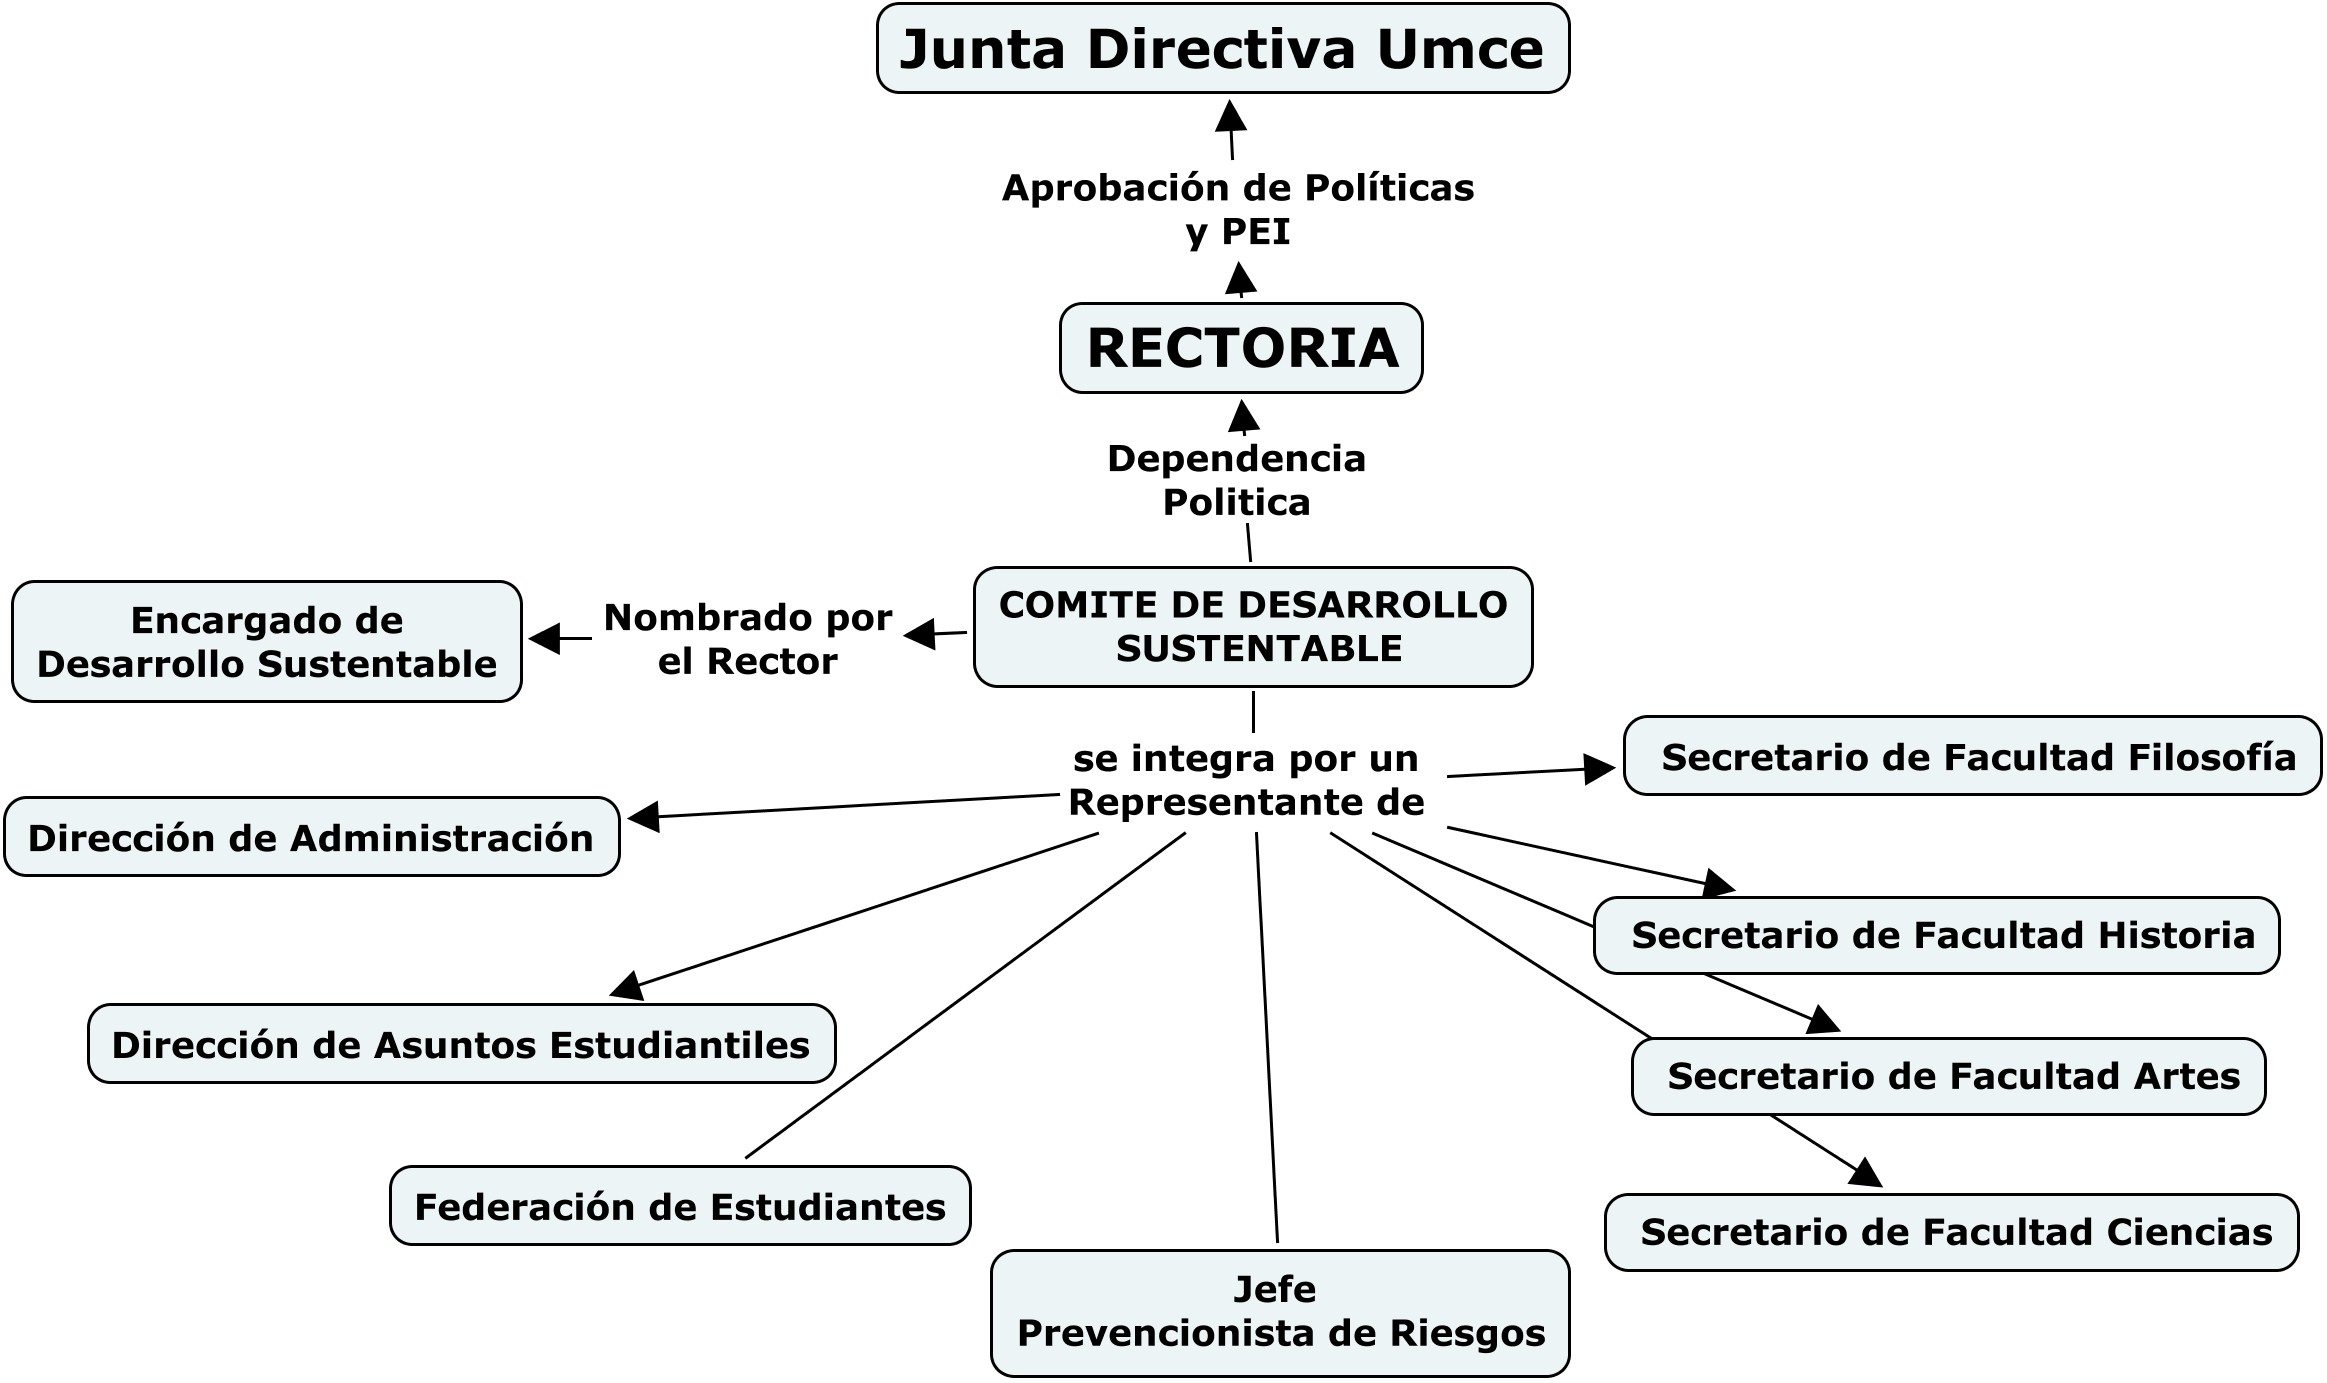 Junta Directiva Umce
Aprobación de Políticas
y PEI
RECTORIA
Dependencia
Politica
COMITE DE DESARROLLO
SUSTENTABLE
Nombrado por
el Rector
Encargado de
Desarrollo Sustentable
se integra por un
Representante de
Secretario de Facultad Filosofía
Dirección de Administración
Secretario de Facultad Historia
Dirección de Asuntos Estudiantiles
Secretario de Facultad Artes
Federación de Estudiantes
Secretario de Facultad Ciencias
Jefe
Prevencionista de Riesgos